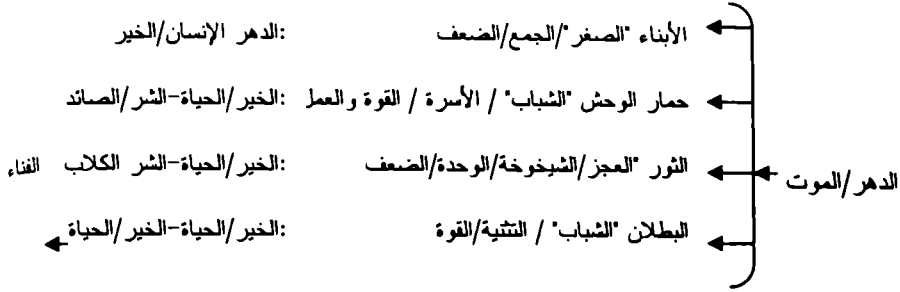 الأبناء "الصغر"/الجمع/الضعف :الدهر الإنسان/الخير
حمار الوحش "الشباب" / الأسرة / القوة والعمل :الخير/الحياة-الشر/الصائد
الثور "العجز/الشيخوخة/الوحدة/الضعف :الخير/الحياة-الشر الكلاب الفناء
الدهر/الموت
البطلان "الشباب" / التثنية/القوة :الخير/الحياة-الخير/الحياة